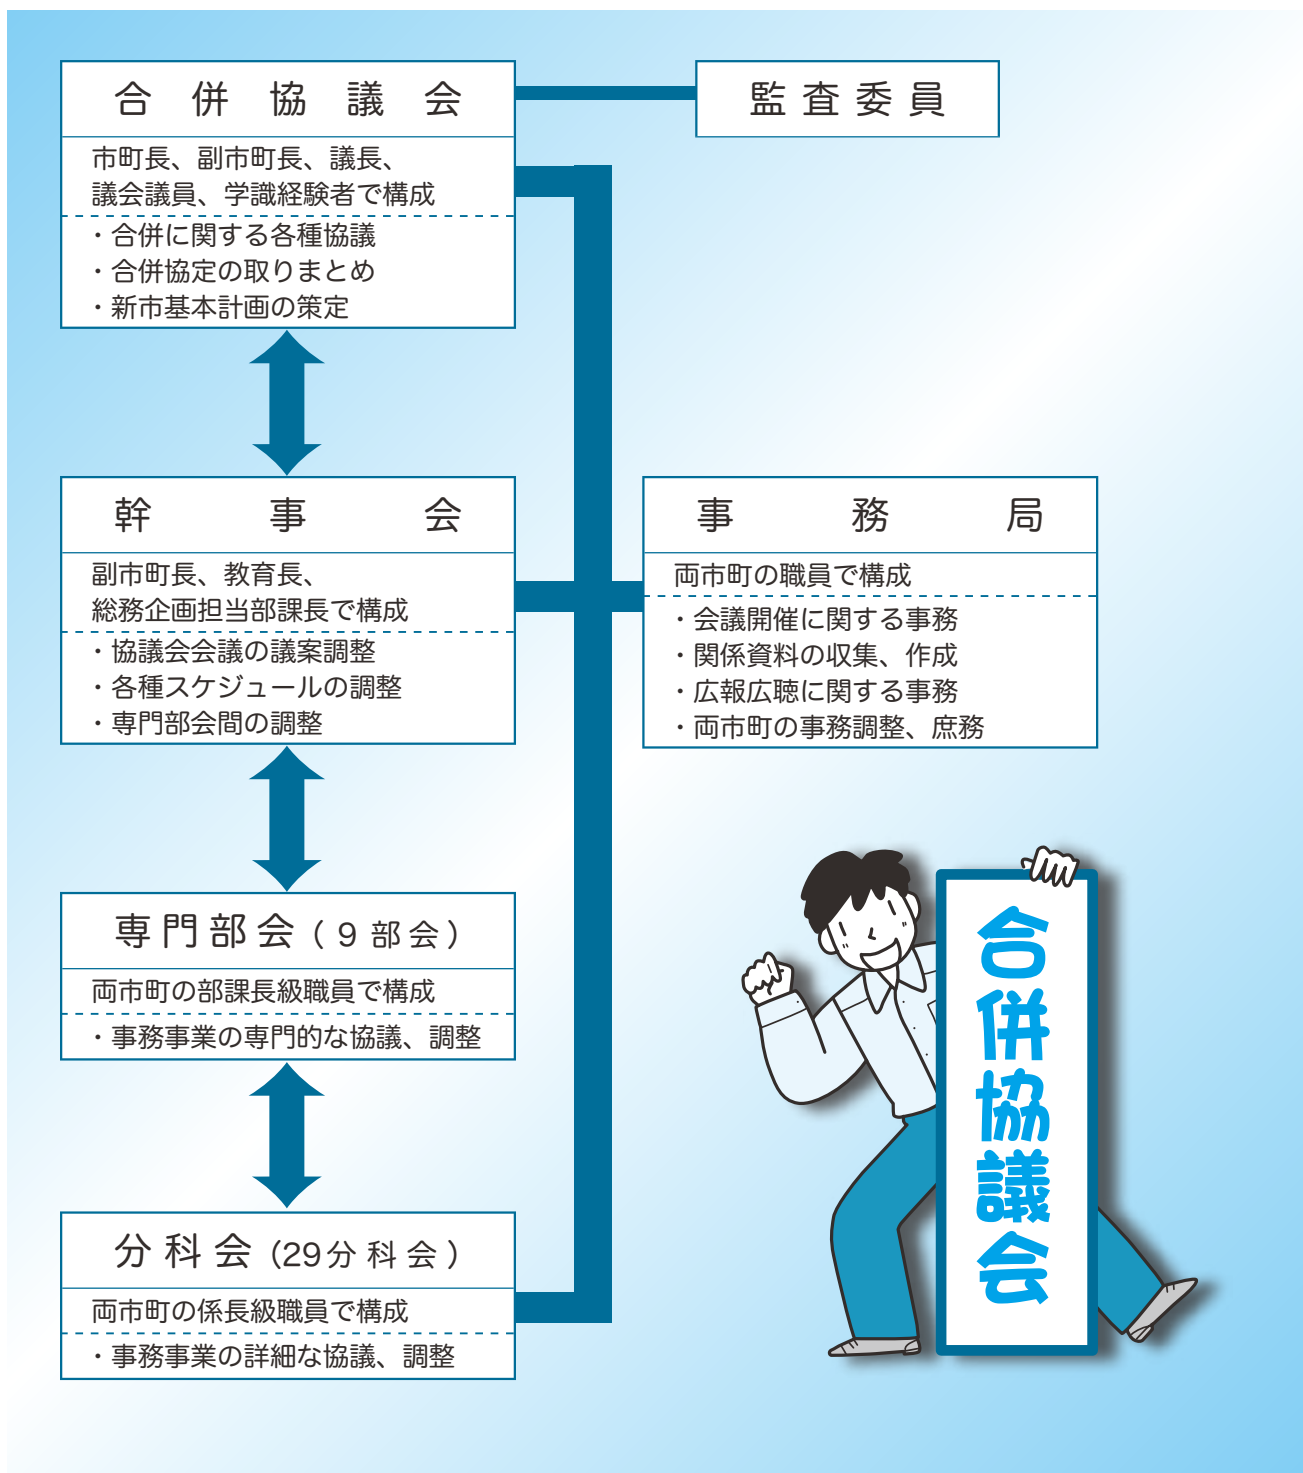 合併協議会
監査委員
市町長、副市町長、議長、
議会議員、学識経験者で構成
・合併に関する各種協議
・合併協定の取りまとめ
・新市基本計画の策定
幹事会
副市町長、教育長、
総務企画担当部課長で構成
・協議会会議の議案調整
・各種スケジュールの調整
・専門部会間の調整
事務局
両市町の職員で構成
・会議開催に関する事務
・関係資料の収集、作成
・広報広聴に関する事務
・両市町の事務調整、庶務
専門部会(9部会)
両市町の部課長級職員で構成
・事務事業の専門的な協議、調整
分科会(29分科会)
両市町の係長級職員で構成
・事務事業の詳細な協議、調整
合併協議会